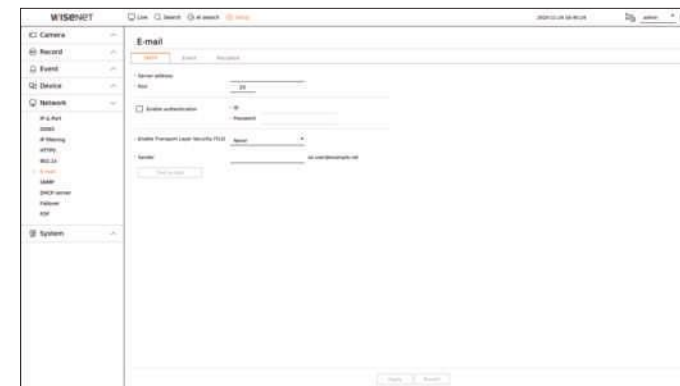 WISENET
Live Search AI search Setup
admin
Camera
Record
Event
Device
Network
IP & Port
DDNS
IP filtering
HTTPS
802.1x
E-mail
SNMP
DHCP server
Failover
P2P
System
E-mail
SMTP Event Recipient
Server address
Port 25
Enable authentication
ID
Password
Enable Transport Layer Security (TLS) Never
Sender ex.user@example.net
Apply Revert